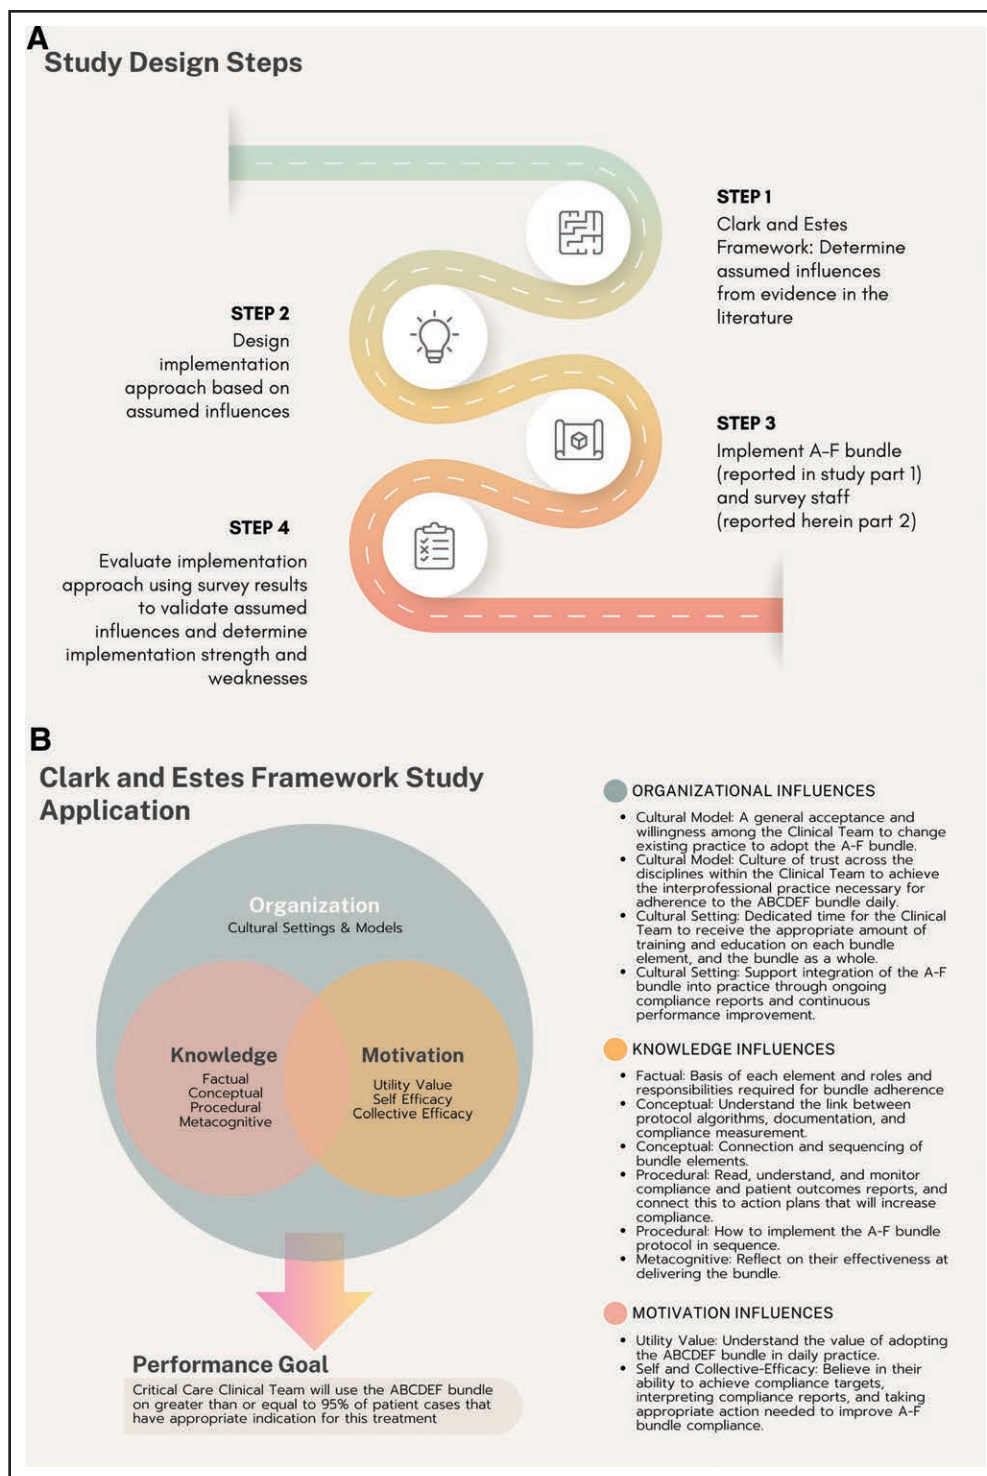 A
Study Design Steps
STEP 1
Clark and Estes
Framework: Determine
assumed influences
from evidence in the
literature
STEP 2
Design
implementation
approach based on
assumed influences
STEP 3
Implement A-F bundle
(reported in study part 1)
and survey staff
(reported herein part 2)
STEP 4
Evaluate implementation
approach using survey results
to validate assumed
influences and determine
implementation strength and
weaknesses
B
Clark and Estes Framework Study
Application
Organization
Cultural Settings & Models
Knowledge
Factual
Conceptual
Procedural
Metacognitive
Motivation
Utility Value
Self Efficacy
Collective Efficacy
Performance Goal
Critical Care Clinical Team will use the ABCDEF bundle
on greater than or equal to 95% of patient cases that
have appropriate indication for this treatment
ORGANIZATIONAL INFLUENCES
• Cultural Model: A general acceptance and
willingness among the Clinical Team to change
existing practice to adopt the A-F bundle.
• Cultural Model: Culture of trust across the
disciplines within the Clinical Team to achieve
the interprofessional practice necessary for
adherence to the ABCDEF bundle daily.
• Cultural Setting: Dedicated time for the Clinical
Team to receive the appropriate amount of
training and education on each bundle
element, and the bundle as a whole.
• Cultural Setting: Support integration of the A-F
bundle into practice through ongoing
compliance reports and continuous
performance improvement.
KNOWLEDGE INFLUENCES
• Factual: Basis of each element and roles and
responsibilities required for bundle adherence
• Conceptual: Understand the link between
protocol algorithms, documentation, and
compliance measurement.
• Conceptual: Connection and sequencing of
bundle elements.
• Procedural: Read, understand, and monitor
compliance and patient outcomes reports, and
connect this to action plans that will increase
compliance.
• Procedural: How to implement the A-F bundle
protocol in sequence.
• Metacognitive: Reflect on their effectiveness at
delivering the bundle.
MOTIVATION INFLUENCES
• Utility Value: Understand the value of adopting
the ABCDEF bundle in daily practice.
• Self and Collective-Efficacy: Believe in their
ability to achieve compliance targets,
interpreting compliance reports, and taking
appropriate action needed to improve A-F
bundle compliance.